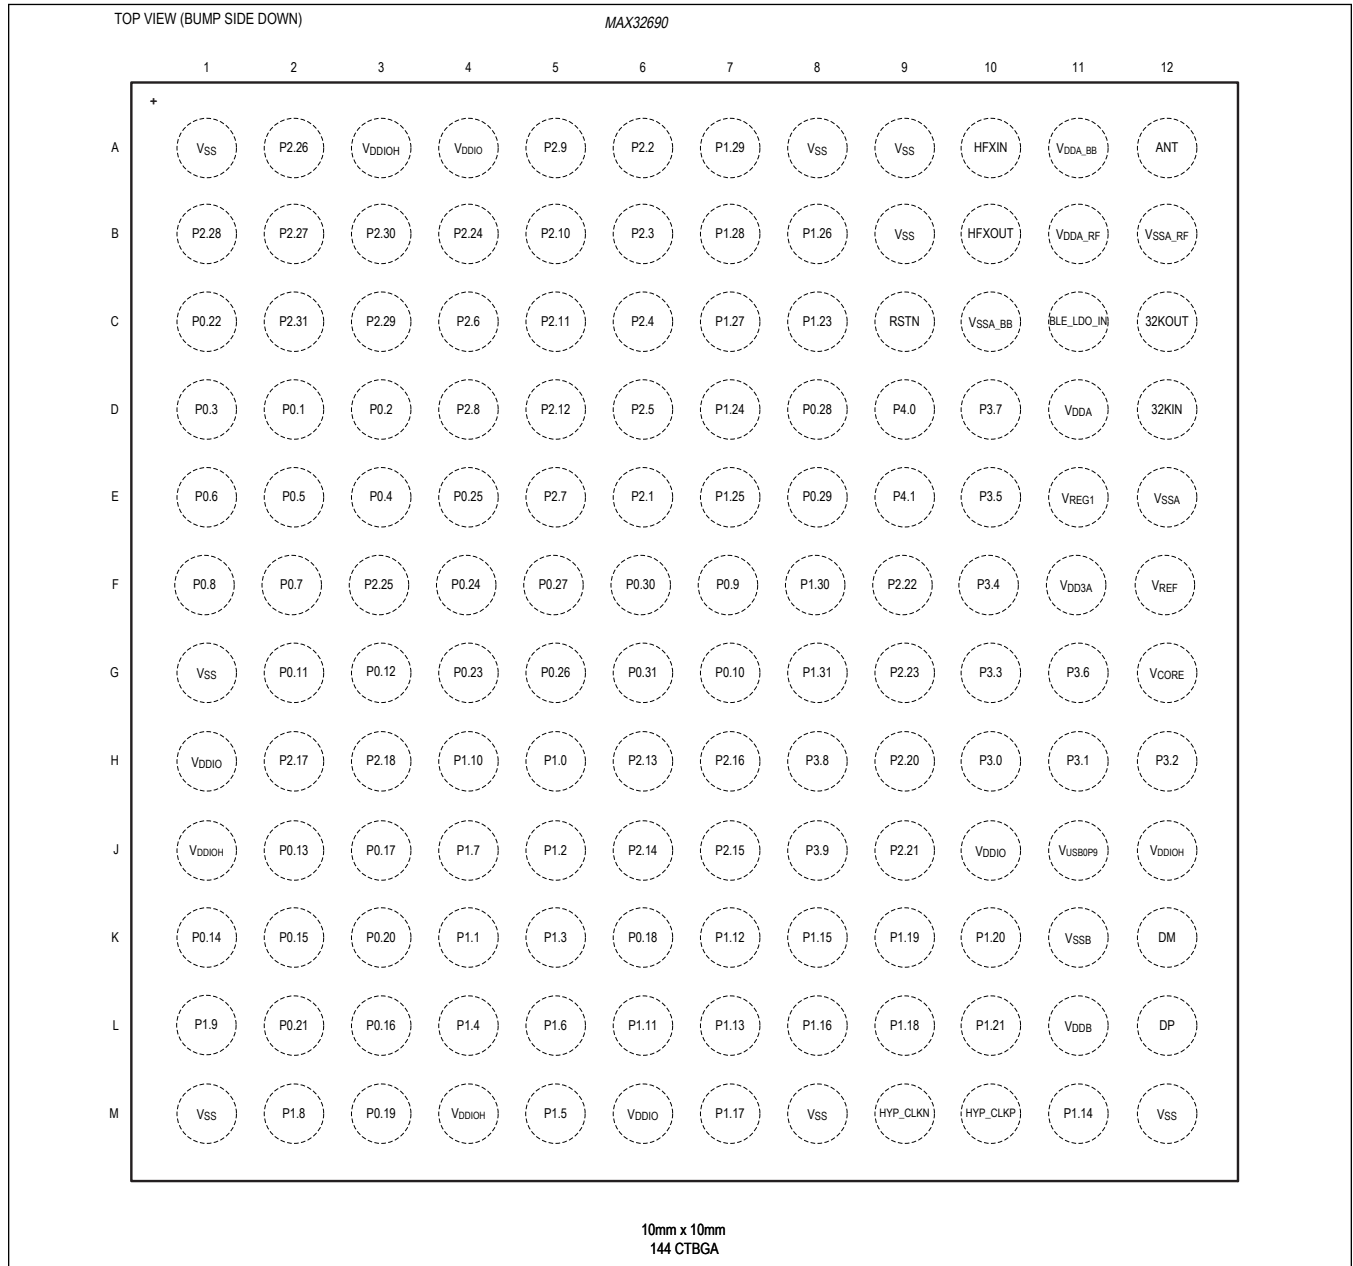 TOP VIEW (BUMP SIDE DOWN) MAX32690
1 2 3 4 5 6 7 8 9 10 11 12
+
A VSS P2.26 VDDIOH VDDIO P2.9 P2.2 P1.29 VSS VSS HFXIN VDDA_BB ANT
B P2.28 P2.27 P2.30 P2.24 P2.10 P2.3 P1.28 P1.26 VSS HFXOUT VDDA_RF VSSA_RF
C P0.22 P2.31 P2.29 P2.6 P2.11 P2.4 P1.27 P1.23 RSTN VSSA_BB BLE_LDO_IN 32KOUT
D P0.3 P0.1 P0.2 P2.8 P2.12 P2.5 P1.24 P0.28 P4.0 P3.7 VDDA 32KIN
E P0.6 P0.5 P0.4 P0.25 P2.7 P2.1 P1.25 P0.29 P4.1 P3.5 VREG1 VSSA
F P0.8 P0.7 P2.25 P0.24 P0.27 P0.30 P0.9 P1.30 P2.22 P3.4 VDD3A VREF
G VSS P0.11 P0.12 P0.23 P0.26 P0.31 P0.10 P1.31 P2.23 P3.3 P3.6 VCORE
H VDDIO P2.17 P2.18 P1.10 P1.0 P2.13 P2.16 P3.8 P2.20 P3.0 P3.1 P3.2
J VDDIOH P0.13 P0.17 P1.7 P1.2 P2.14 P2.15 P3.9 P2.21 VDDIO VUSB0P9 VDDIOH
K P0.14 P0.15 P0.20 P1.1 P1.3 P0.18 P1.12 P1.15 P1.19 P1.20 VSSB DM
L P1.9 P0.21 P0.16 P1.4 P1.6 P1.11 P1.13 P1.16 P1.18 P1.21 VDDB DP
M VSS P1.8 P0.19 VDDIOH P1.5 VDDIO P1.17 VSS HYP_CLKN HYP_CLKP P1.14 VSS
10mm x 10mm
144 CTBGA